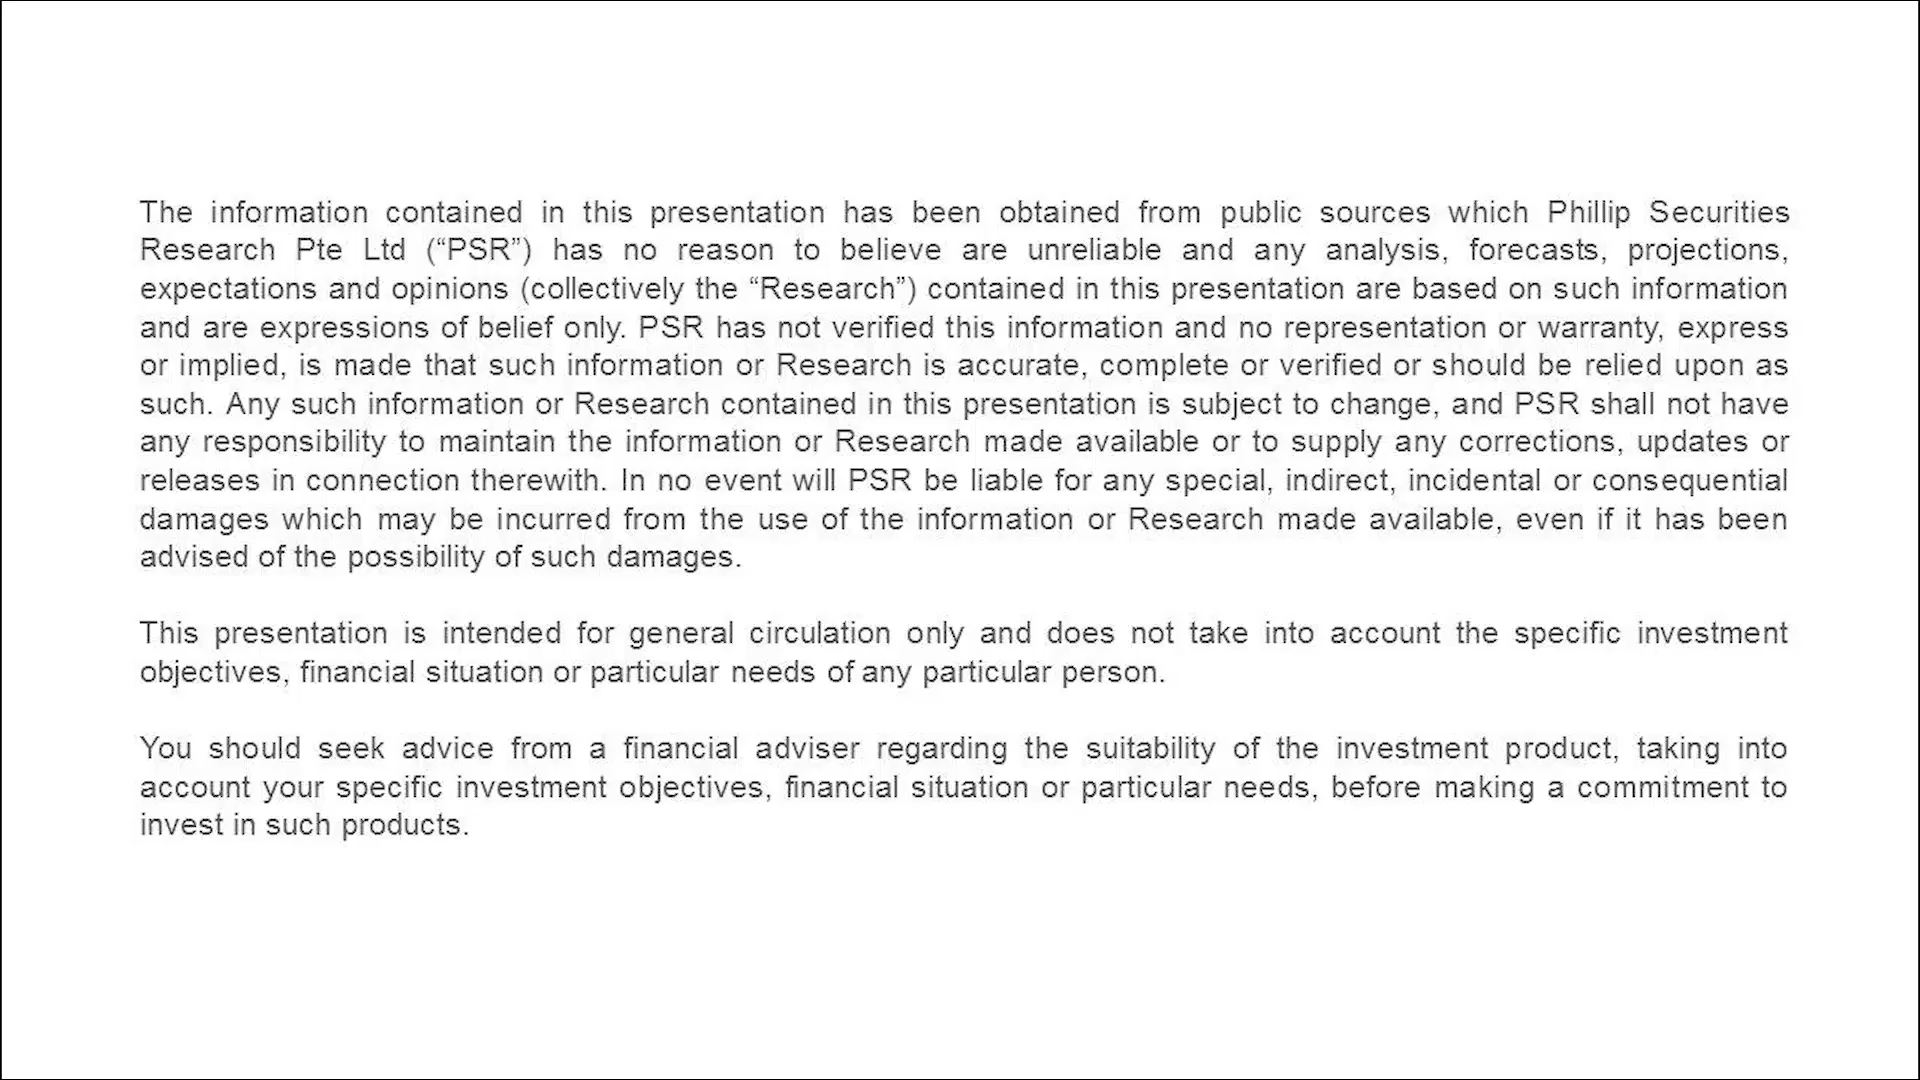 The information contained in this presentation has been obtained from public sources which Phillip Securities
Research Pte Ltd (“PSR”) has no reason to believe are unreliable and any analysis, forecasts, projections,
expectations and opinions (collectively the “Research”) contained in this presentation are based on such information
and are expressions of belief only. PSR has not verified this information and no representation or warranty, express
or implied, is made that such information or Research is accurate, complete or verified or should be relied upon as
such. Any such information or Research contained in this presentation is subject to change, and PSR shall not have
any responsibility to maintain the information or Research made available or to supply any corrections, updates or
releases in connection therewith. In no event will PSR be liable for any special, indirect, incidental or consequential
damages which may be incurred from the use of the information or Research made available, even if it has been
advised of the possibility of such damages.
This presentation is intended for general circulation only and does not take into account the specific investment
objectives, financial situation or particular needs of any particular person.
You should seek advice from a financial adviser regarding the suitability of the investment product, taking into
account your specific investment objectives, financial situation or particular needs, before making a commitment to
invest in such products.